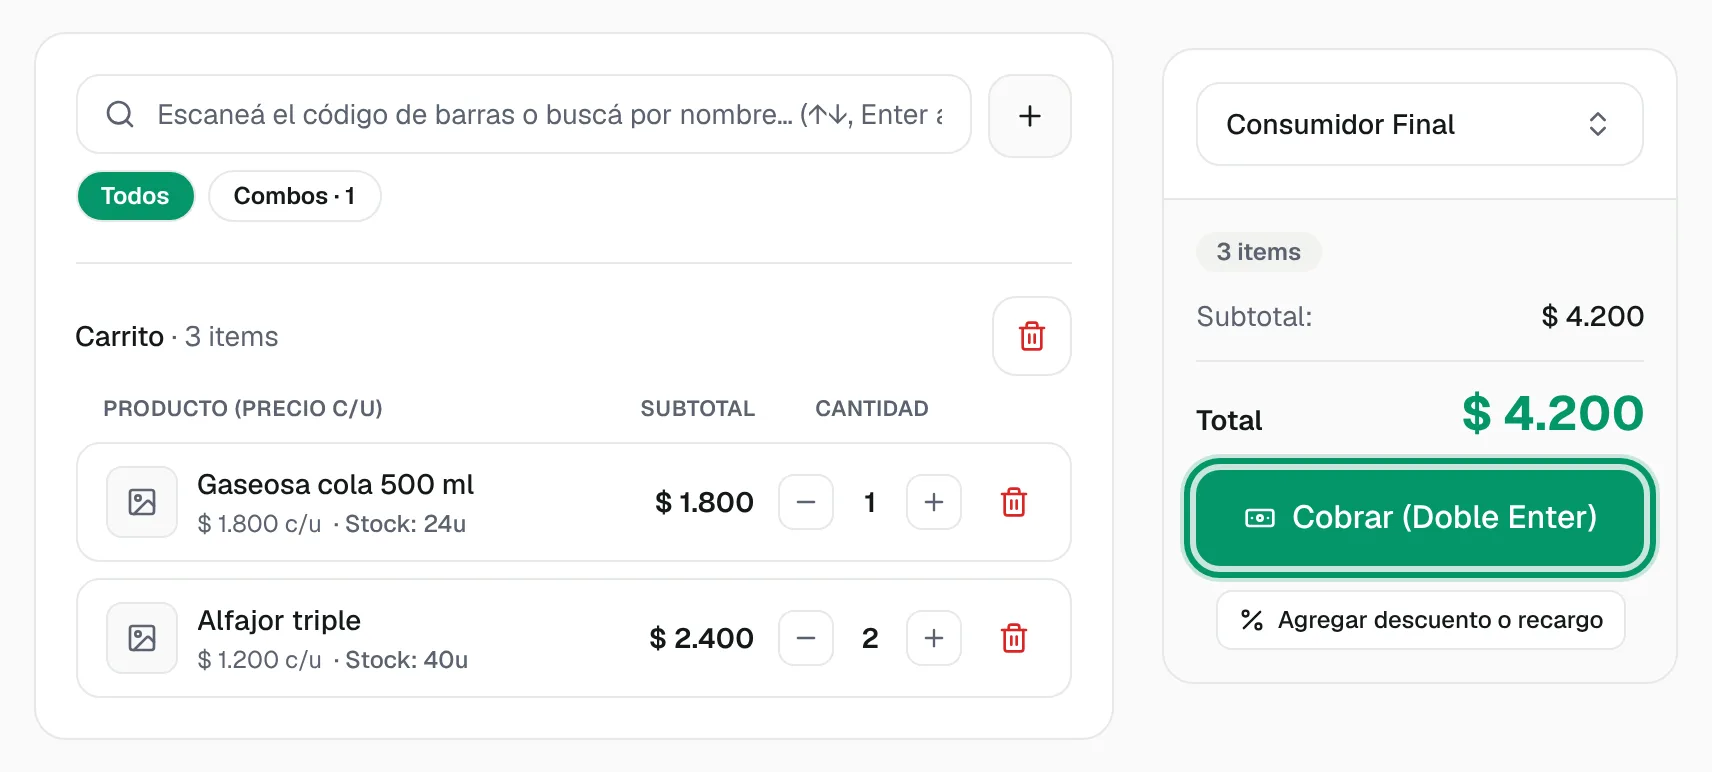 Escaneá el código de barras o buscá por nombre... (↑↓, Enter
Todos
Combos · 1
Carrito · 3 items
PRODUCTO (PRECIO C/U)
SUBTOTAL
CANTIDAD
Gaseosa cola 500 ml
$ 1.800 c/u · Stock: 24u
$ 1.800
1
Alfajor triple
$ 1.200 c/u · Stock: 40u
$ 2.400
2
Consumidor Final
3 items
Subtotal:
$ 4.200
Total
$ 4.200
Cobrar (Doble Enter)
% Agregar descuento o recargo